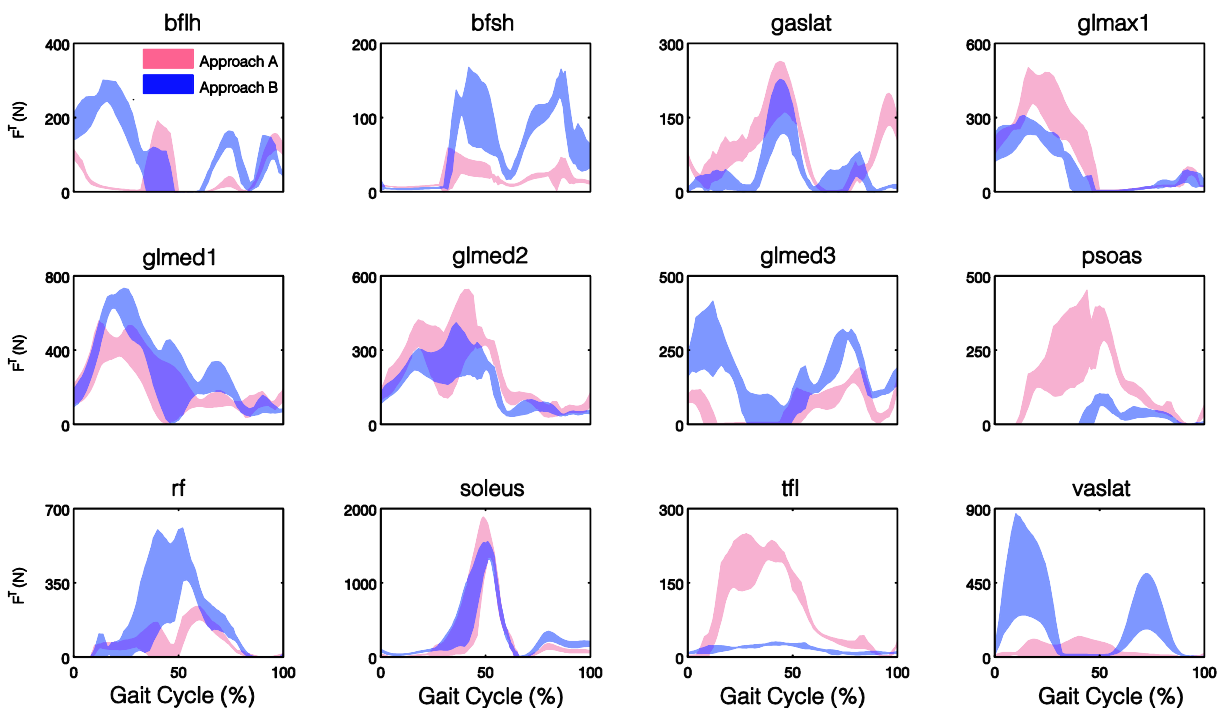 bflh bfsh gaslat glmax1
400 200 300 600
Approach A
Approach B
Fᵀ(N)
200 100 150 300
0 0 0 0
glmed1 glmed2 glmed3 psoas
800 600 500 500
Fᵀ(N)
400 300 250 250
0 0 0 0
rf soleus tfl vaslat
700 2000 300 900
Fᵀ(N)
350 1000 150 450
0 0 0 0
0 50 100 0 50 100 0 50 100 0 50 100
Gait Cycle (%) Gait Cycle (%) Gait Cycle (%) Gait Cycle (%)